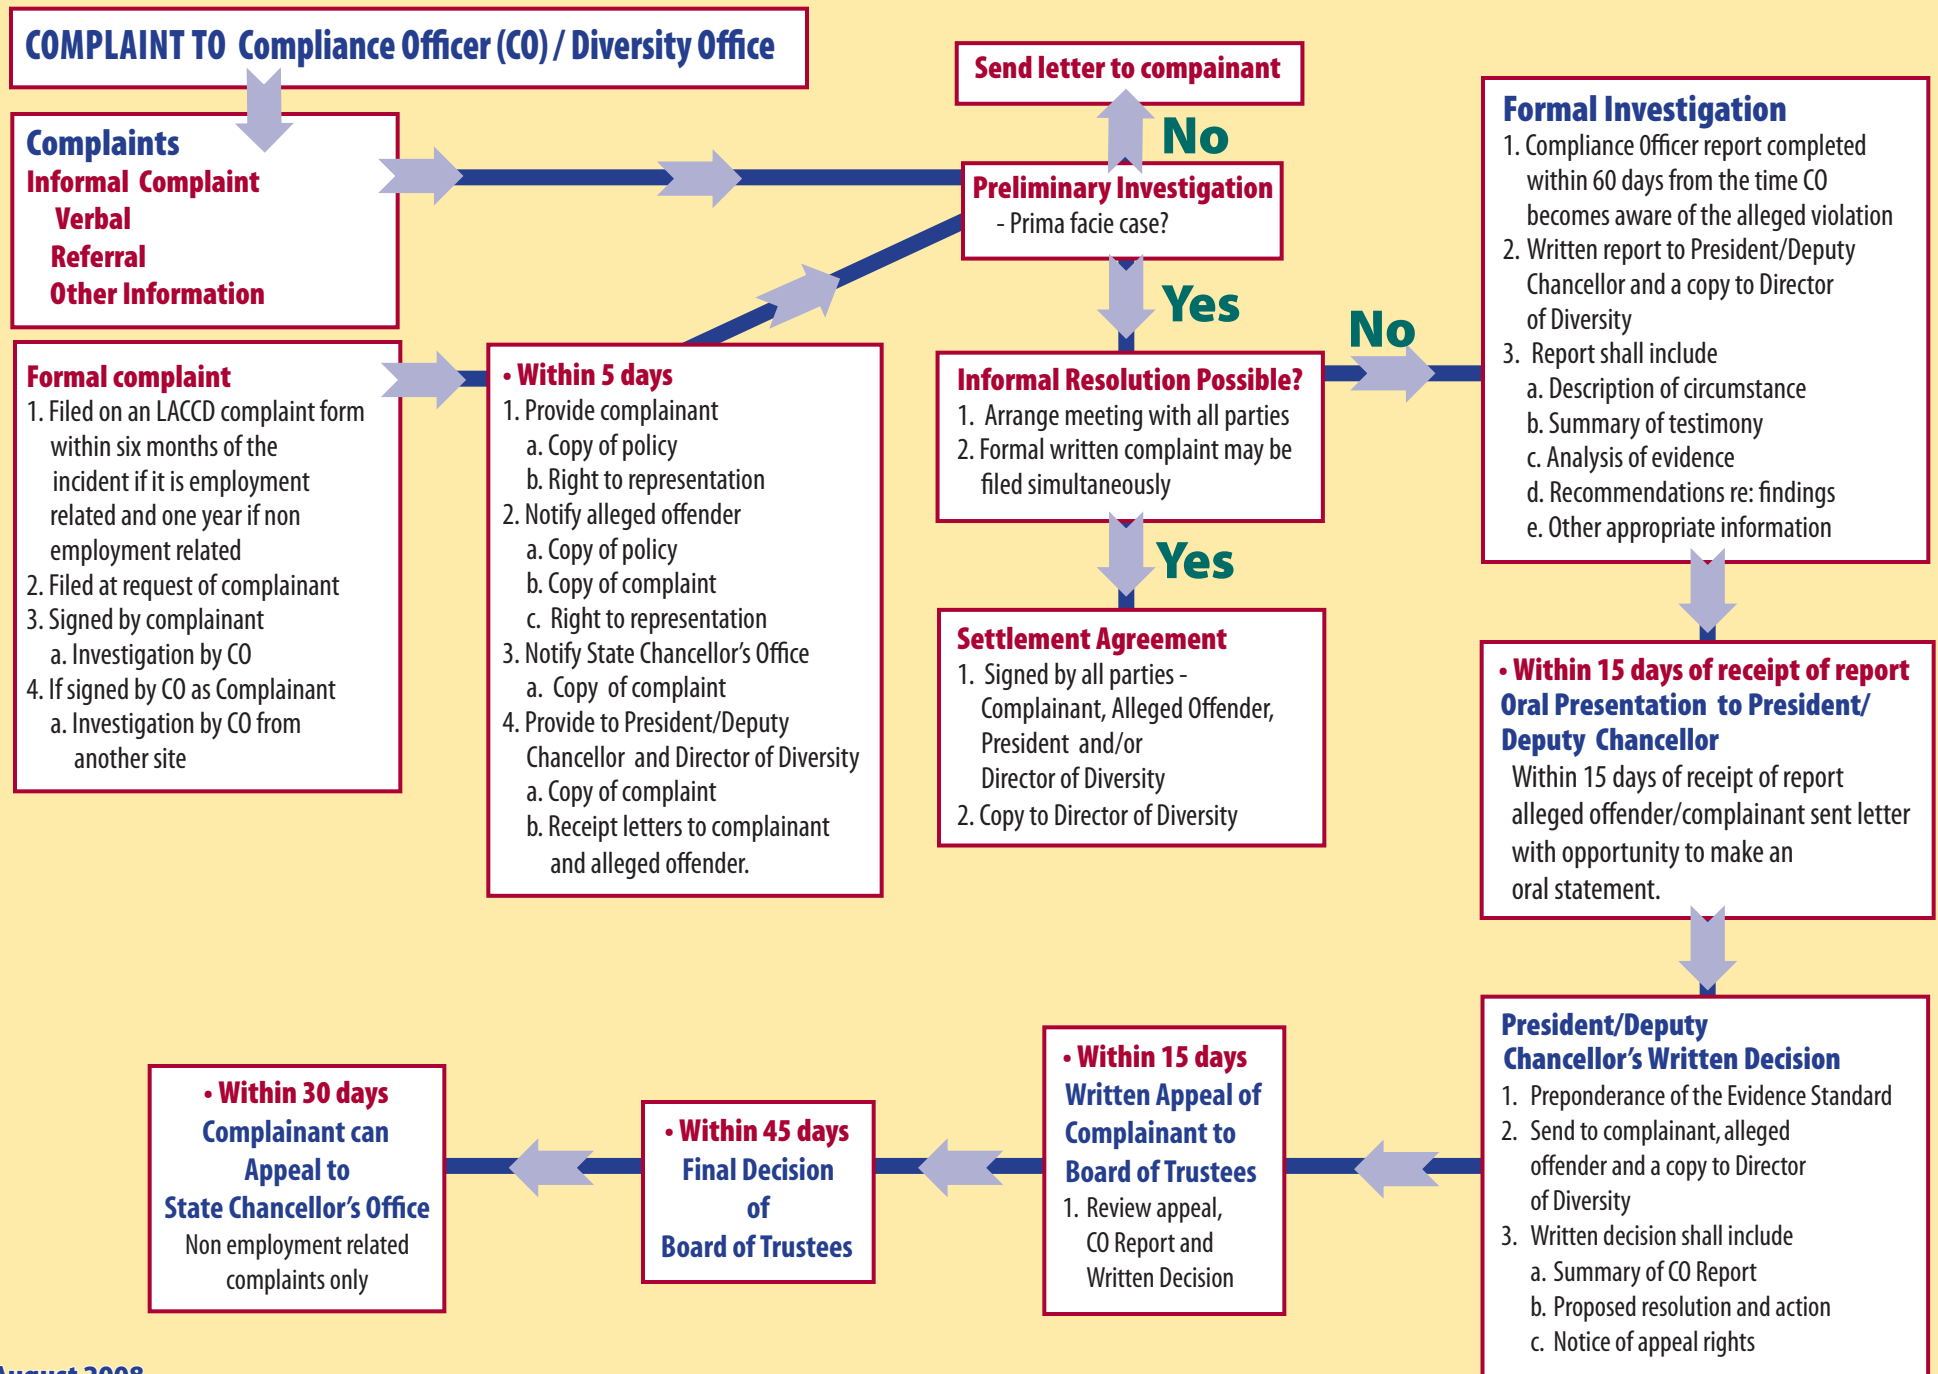 COMPLAINT TO Compliance Officer (CO) / Diversity Office
Complaints
Informal Complaint
Verbal
Referral
Other Information
Formal complaint
1. Filed on an LACCD complaint form
within six months of the
incident if it is employment
related and one year if non
employment related
2. Filed at request of complainant
3. Signed by complainant
a. Investigation by CO
4. If signed by CO as Complainant
a. Investigation by CO from
another site
• Within 5 days
1. Provide complainant
a. Copy of policy
b. Right to representation
2. Notify alleged offender
a. Copy of policy
b. Copy of complaint
c. Right to representation
3. Notify State Chancellor's Office
a. Copy of complaint
4. Provide to President/Deputy
Chancellor and Director of Diversity
a. Copy of complaint
b. Receipt letters to complainant
and alleged offender.
Send letter to compainant
No
Preliminary Investigation
- Prima facie case?
Yes
Informal Resolution Possible?
1. Arrange meeting with all parties
2. Formal written complaint may be
filed simultaneously
Yes
Settlement Agreement
1. Signed by all parties -
Complainant, Alleged Offender,
President and/or
Director of Diversity
2. Copy to Director of Diversity
No
Formal Investigation
1. Compliance Officer report completed
within 60 days from the time CO
becomes aware of the alleged violation
2. Written report to President/Deputy
Chancellor and a copy to Director
of Diversity
3. Report shall include
a. Description of circumstance
b. Summary of testimony
c. Analysis of evidence
d. Recommendations re: findings
e. Other appropriate information
• Within 15 days of receipt of report
Oral Presentation to President/
Deputy Chancellor
Within 15 days of receipt of report
alleged offender/complainant sent letter
with opportunity to make an
oral statement.
President/Deputy
Chancellor's Written Decision
1. Preponderance of the Evidence Standard
2. Send to complainant, alleged
offender and a copy to Director
of Diversity
3. Written decision shall include
a. Summary of CO Report
b. Proposed resolution and action
c. Notice of appeal rights
• Within 15 days
Written Appeal of
Complainant to
Board of Trustees
1. Review appeal,
CO Report and
Written Decision
• Within 45 days
Final Decision
of
Board of Trustees
• Within 30 days
Complainant can
Appeal to
State Chancellor's Office
Non employment related
complaints only
August 2008